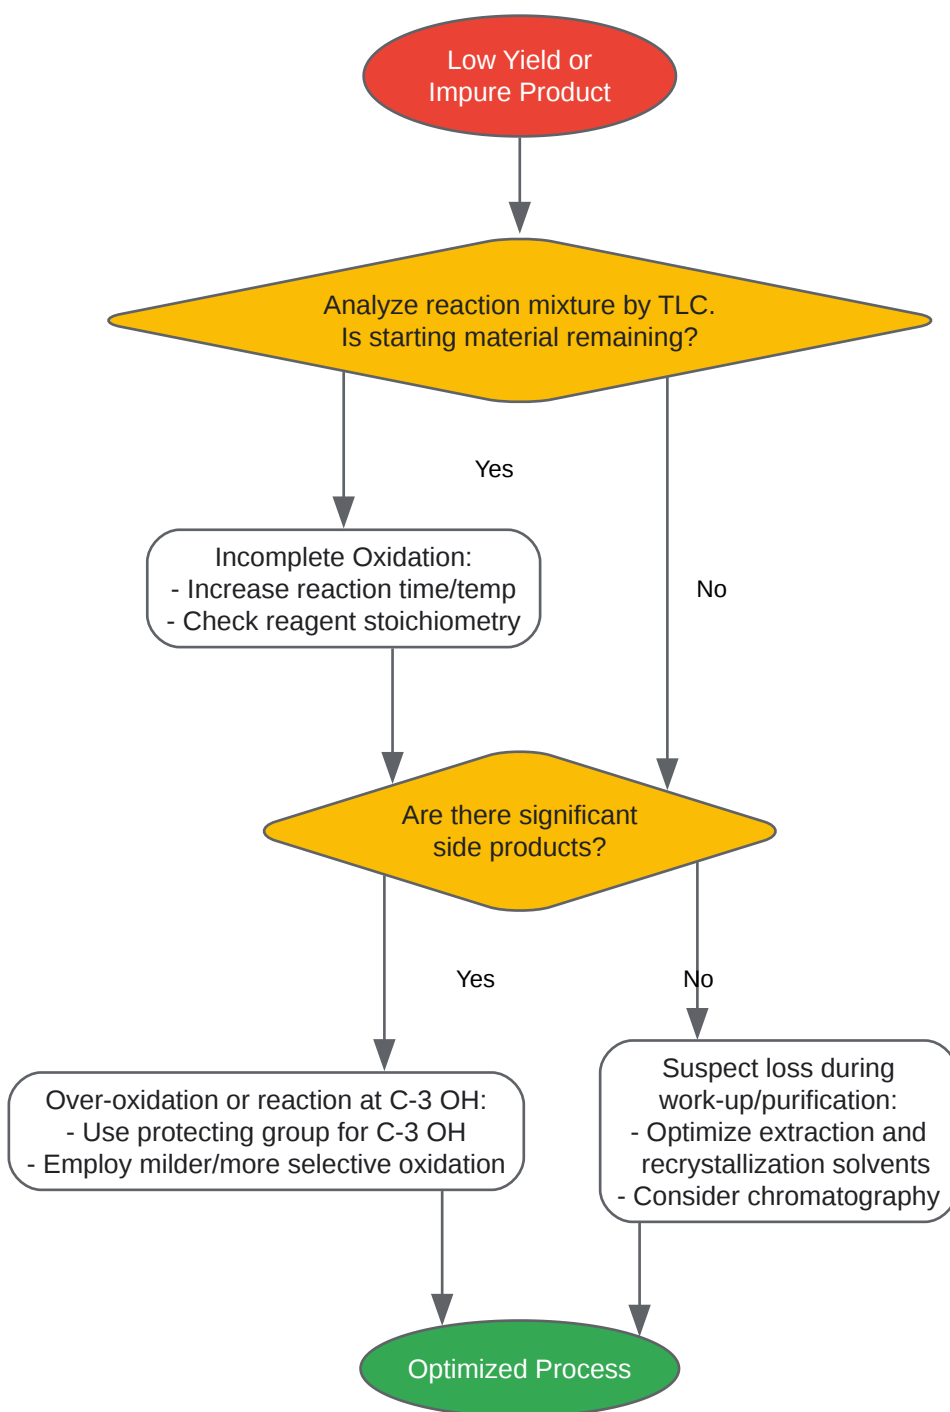 Low Yield or
Impure Product
Analyze reaction mixture by TLC.
Is starting material remaining?
Yes
Incomplete Oxidation:
- Increase reaction time/temp
- Check reagent stoichiometry
No
Are there significant
side products?
Yes
No
Over-oxidation or reaction at C-3 OH:
- Use protecting group for C-3 OH
- Employ milder/more selective oxidation
Suspect loss during
work-up/purification:
- Optimize extraction and
recrystallization solvents
- Consider chromatography
Optimized Process